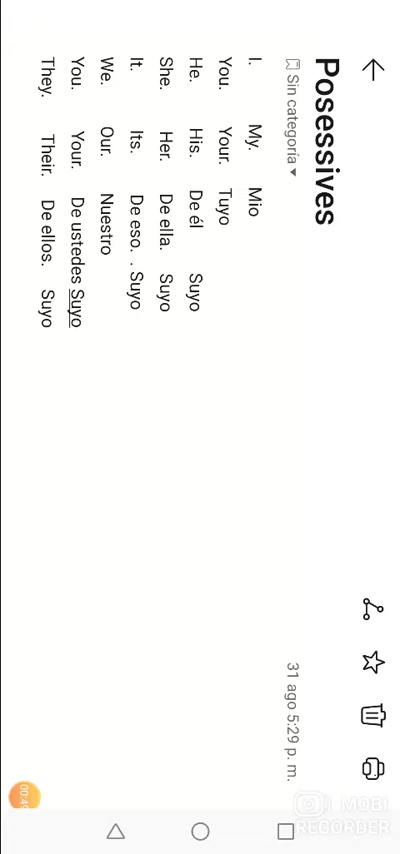 Posessives
Sin categoría
31 ago 5:29 p. m.
I. My. Mio
You. Your. Tuyo
He. His. De él Suyo
She. Her. De ella. Suyo
It. Its. De eso. . Suyo
We. Our. Nuestro
You. Your. De ustedes Suyo
They. Their. De ellos. Suyo
MOBI
RECORDER